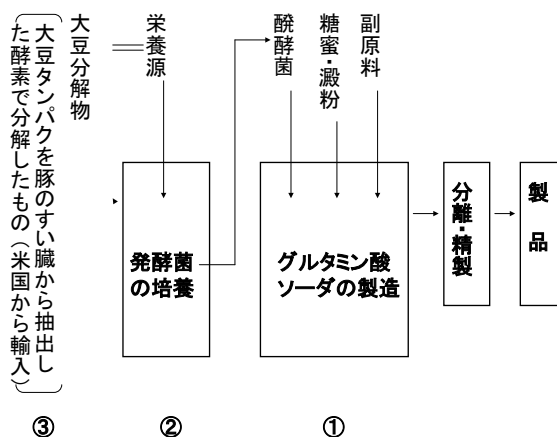 大豆タンパクを豚のすい臓から抽出し
た酵素で分解したもの（米国から輸入）
大豆分解物
栄養源
醗酵菌
糖蜜・澱粉
副原料
発酵菌
の培養
グルタミン酸
ソーダの製造
分離・精製
製品
③
②
①